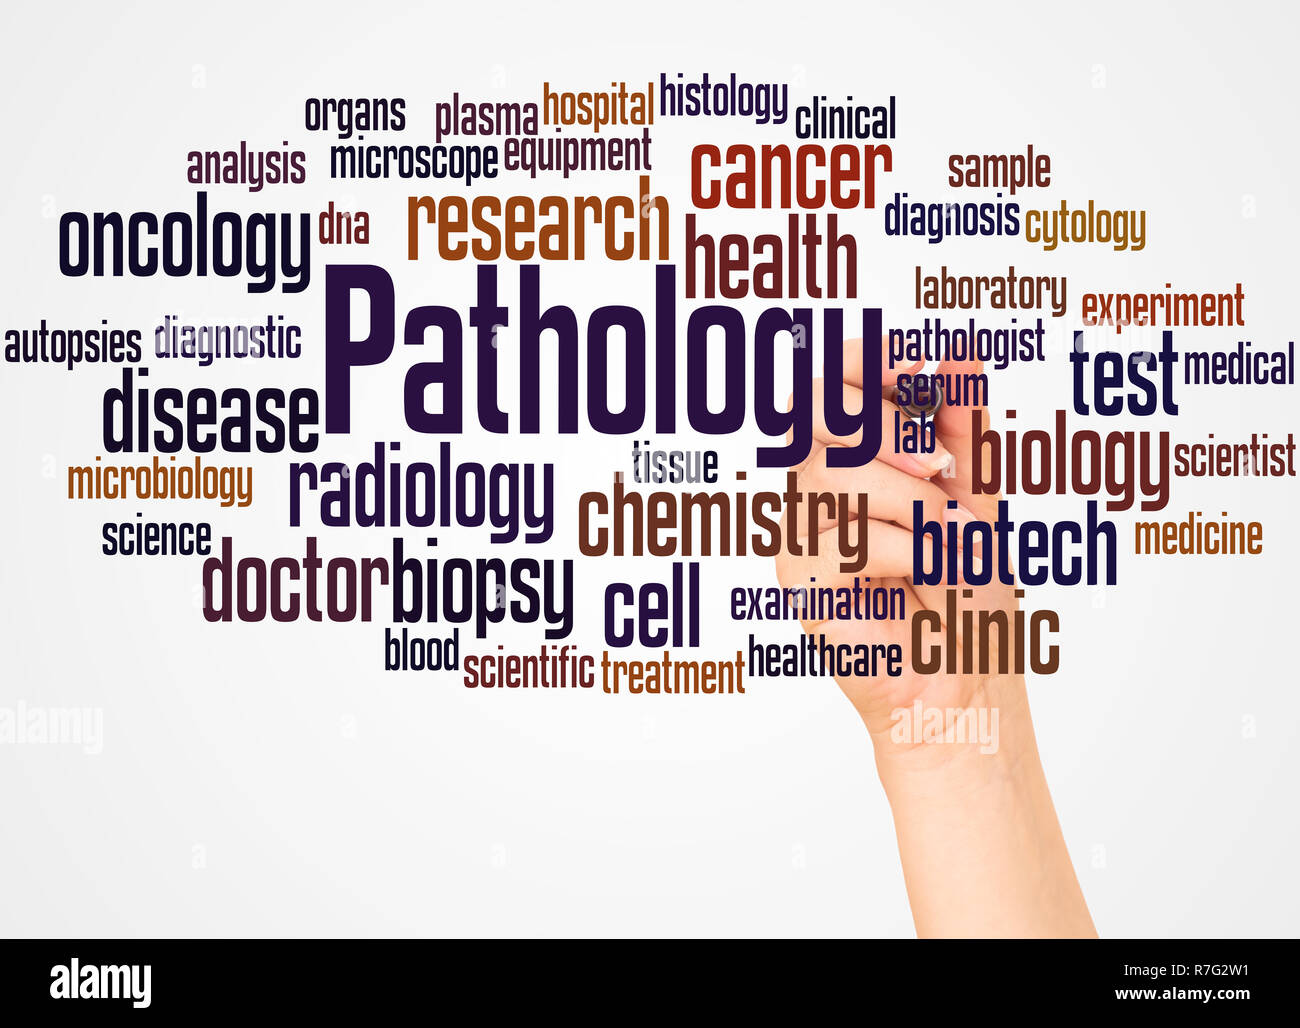 organs plasma hospital histology clinical
analysis microscope equipment cancer sample
oncology dna research health diagnosis cytology
Pathology laboratory experiment
autopsies diagnostic pathologist test medical
disease serum lab biology scientist
microbiology radiology tissue chemistry
science biotech medicine
doctor biopsy cell examination clinic
blood scientific treatment healthcare
alamy
alamy
alamy
alamy
alamy
Image ID: R7G2W1
www.alamy.com